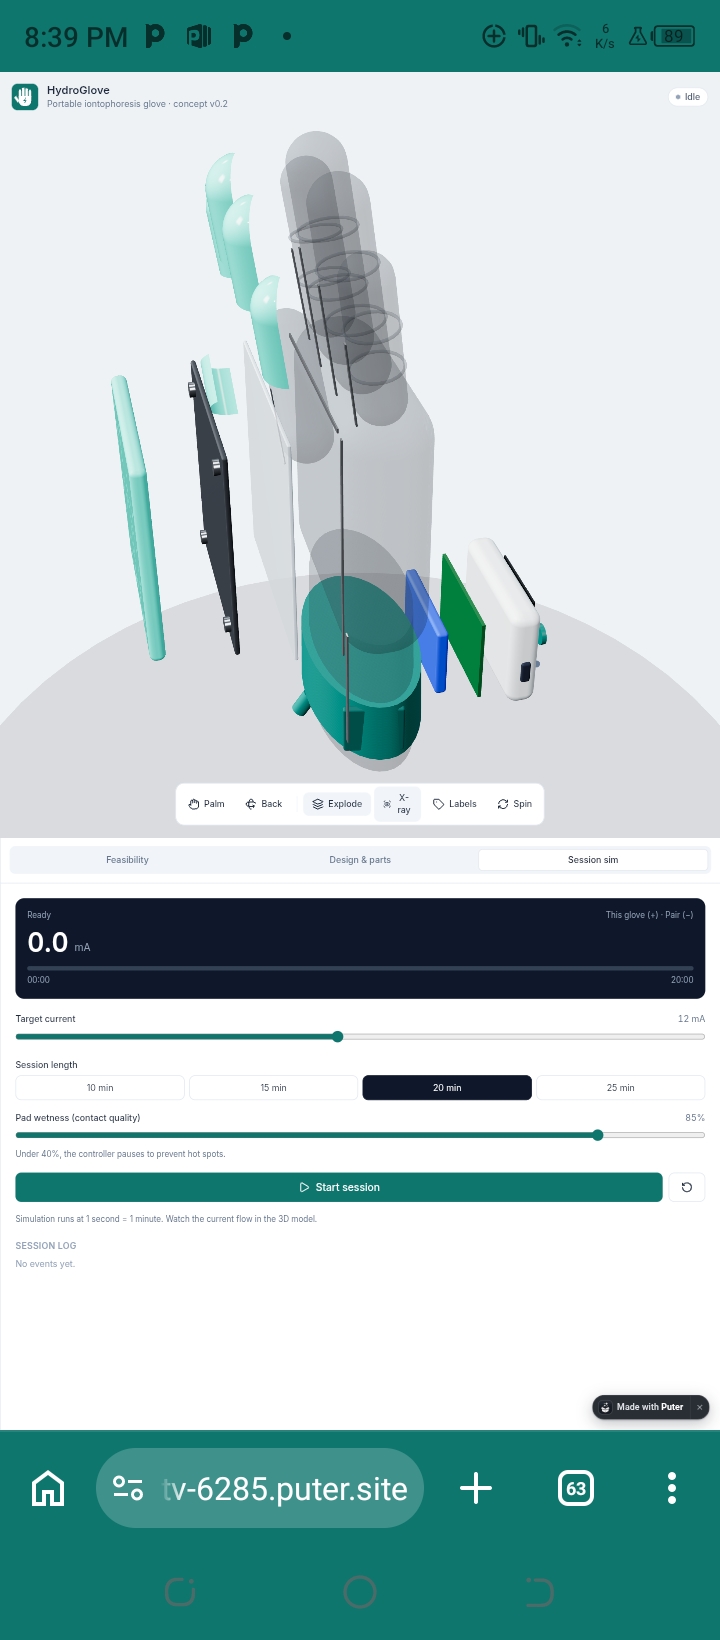 8:39 PM
6
K/s
89
HydroGlove
Portable iontophoresis glove · concept v0.2
Idle
Palm
Back
Explode
X-
ray
Labels
Spin
Feasibility
Design & parts
Session sim
Ready
This glove (+) · Pair (−)
0.0 mA
00:00
20:00
Target current
12 mA
Session length
10 min
15 min
20 min
25 min
Pad wetness (contact quality)
85%
Under 40%, the controller pauses to prevent hot spots.
Start session
Simulation runs at 1 second = 1 minute. Watch the current flow in the 3D model.
SESSION LOG
No events yet.
Made with Puter
×
tv-6285.puter.site
63